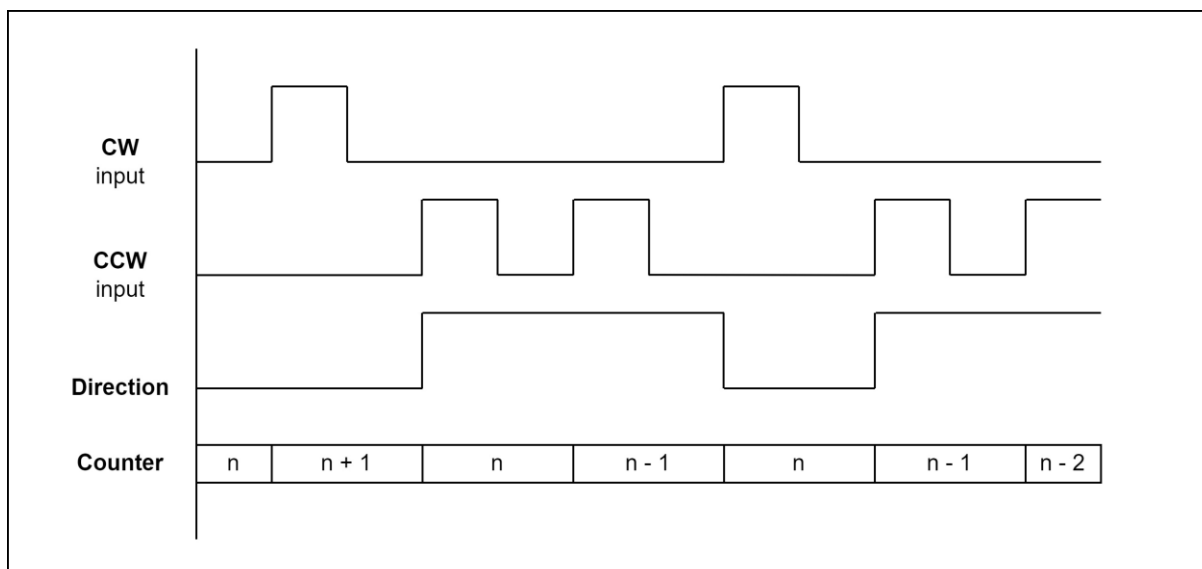 CW
input
CCW
input
Direction
Counter n n + 1 n n - 1 n n - 1 n - 2